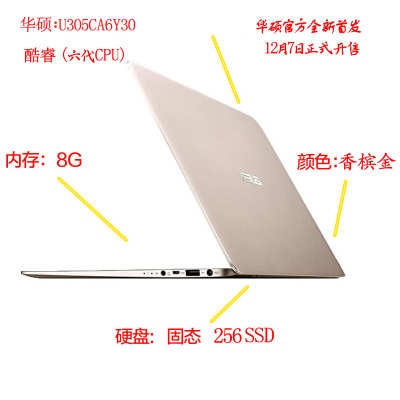 华硕:U305CA6Y30
华硕官方全新首发
酷睿(六代CPU)
12月7日正式开售
内存：8G
颜色:香槟金
ASUS
硬盘：固态 256SSD